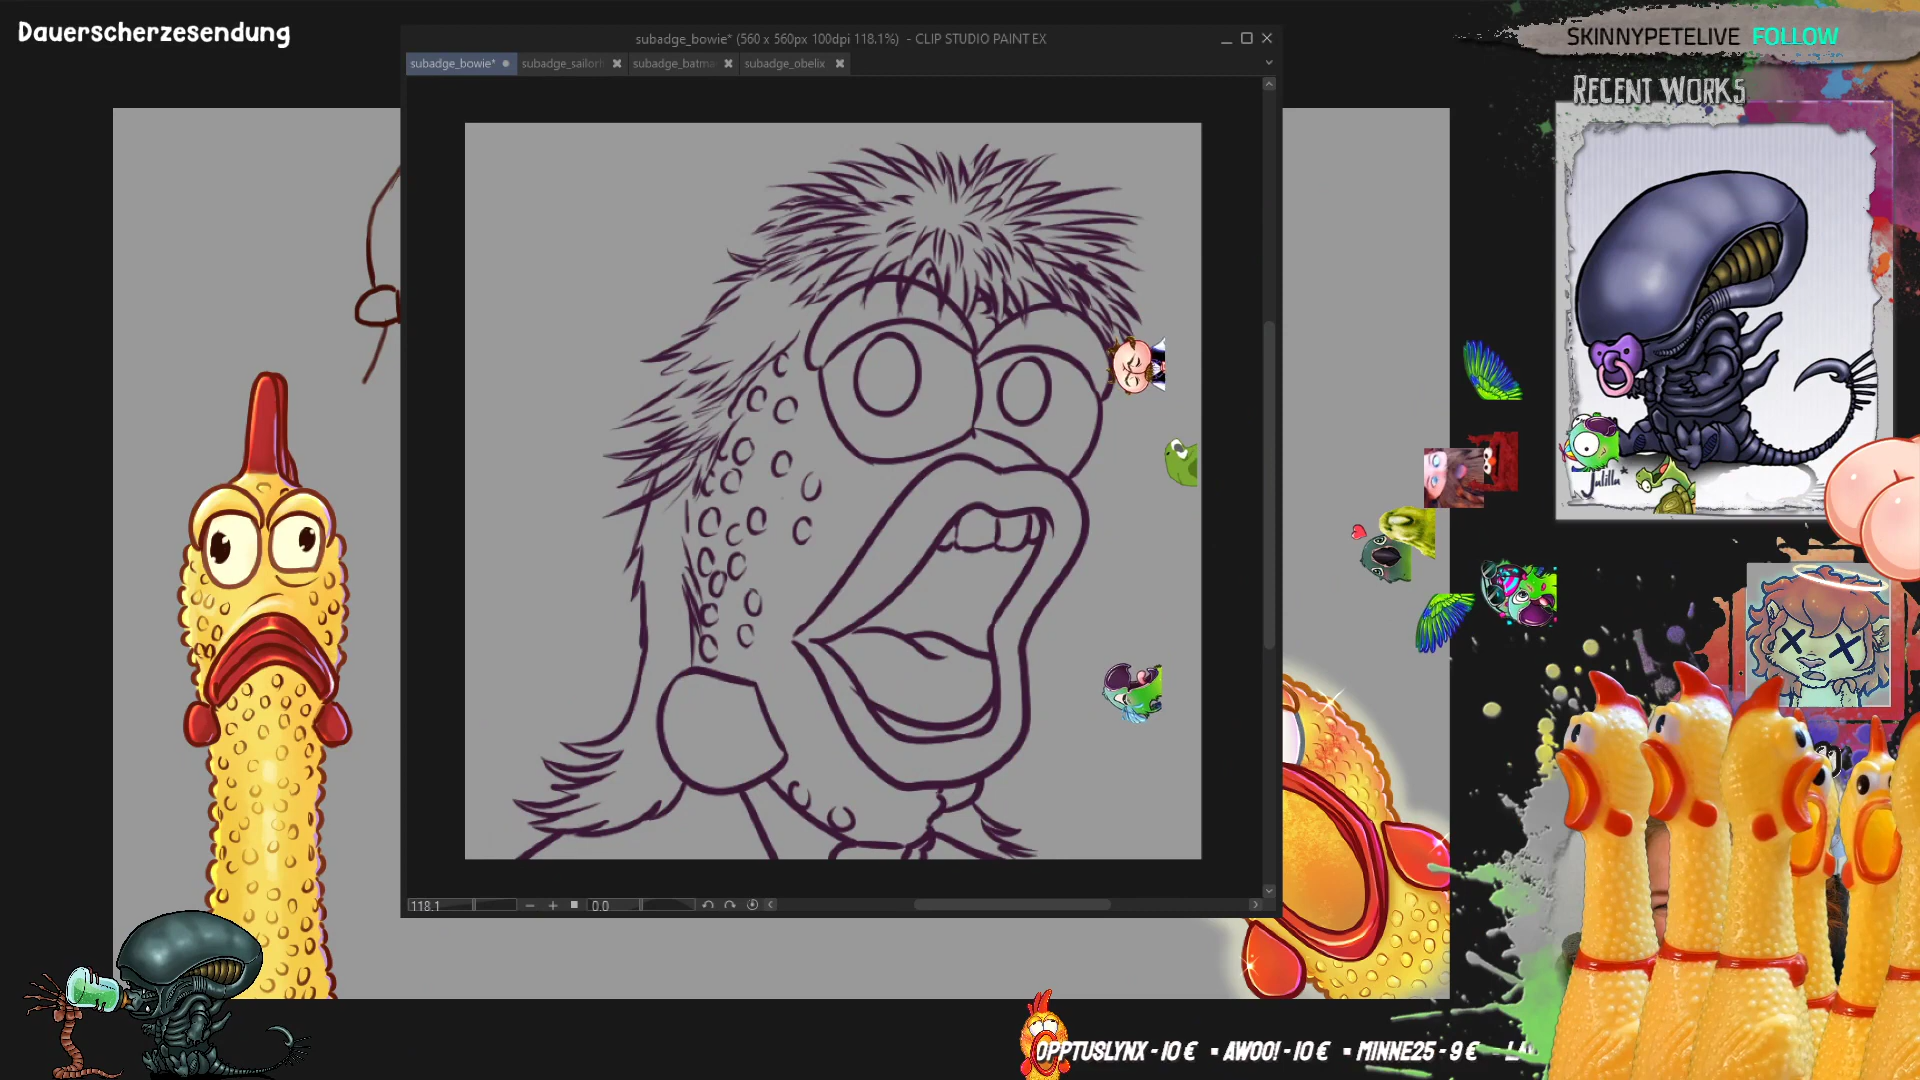 Dauerscherzesendung
subadge_bowie* (560 x 560px 100dpi 118.1%) - CLIP STUDIO PAINT EX
subadge_bowie* subadge_sailor subadge_batma subadge_obelix
SKINNYPETELIVE FOLLOW
RECENT WORKS
Julilla
118.1 0.0
OPPTUSLYNX - 10 € ▪ AWOO! - 10 € ▪ MINNE25 - 9 €